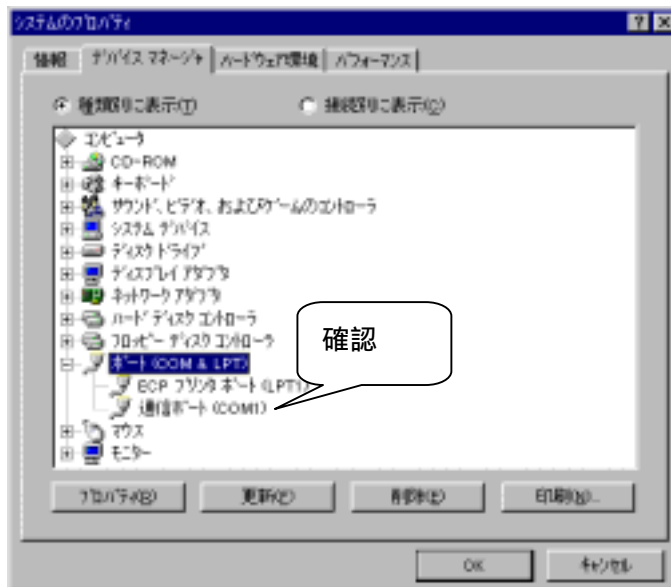 システムのプロパティ
情報 デバイス マネージャ ハードウェア環境 パフォーマンス
種類別に表示(T) 接続別に表示(C)
コンピュータ
CD-ROM
キーボード
サウンド、ビデオ、およびゲームのコントローラ
システム デバイス
ディスク ドライブ
ディスプレイ アダプタ
ネットワーク アダプタ
ハード ディスク コントローラ
フロッピー ディスク コントローラ
確認
ポート (COM & LPT)
ECP プリンタ ポート (LPT1)
通信ポート (COM1)
マウス
モニター
プロパティ(R) 更新(F) 削除(E) 印刷(N)...
OK キャンセル